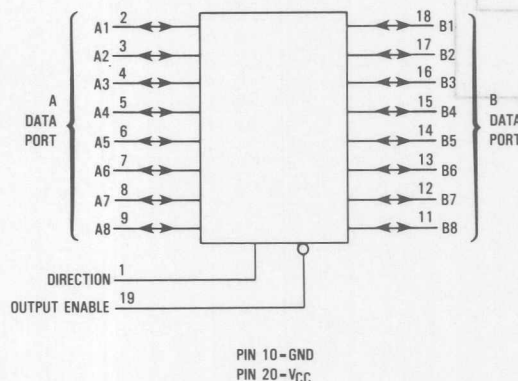 A1 2 18 B1
A2 3 17 B2
A3 4 16 B3
A DATA PORT
A4 5 15 B4
B DATA PORT
A5 6 14 B5
A6 7 13 B6
A7 8 12 B7
A8 9 11 B8
DIRECTION 1
OUTPUT ENABLE 19
PIN 10-GND
PIN 20-VCC